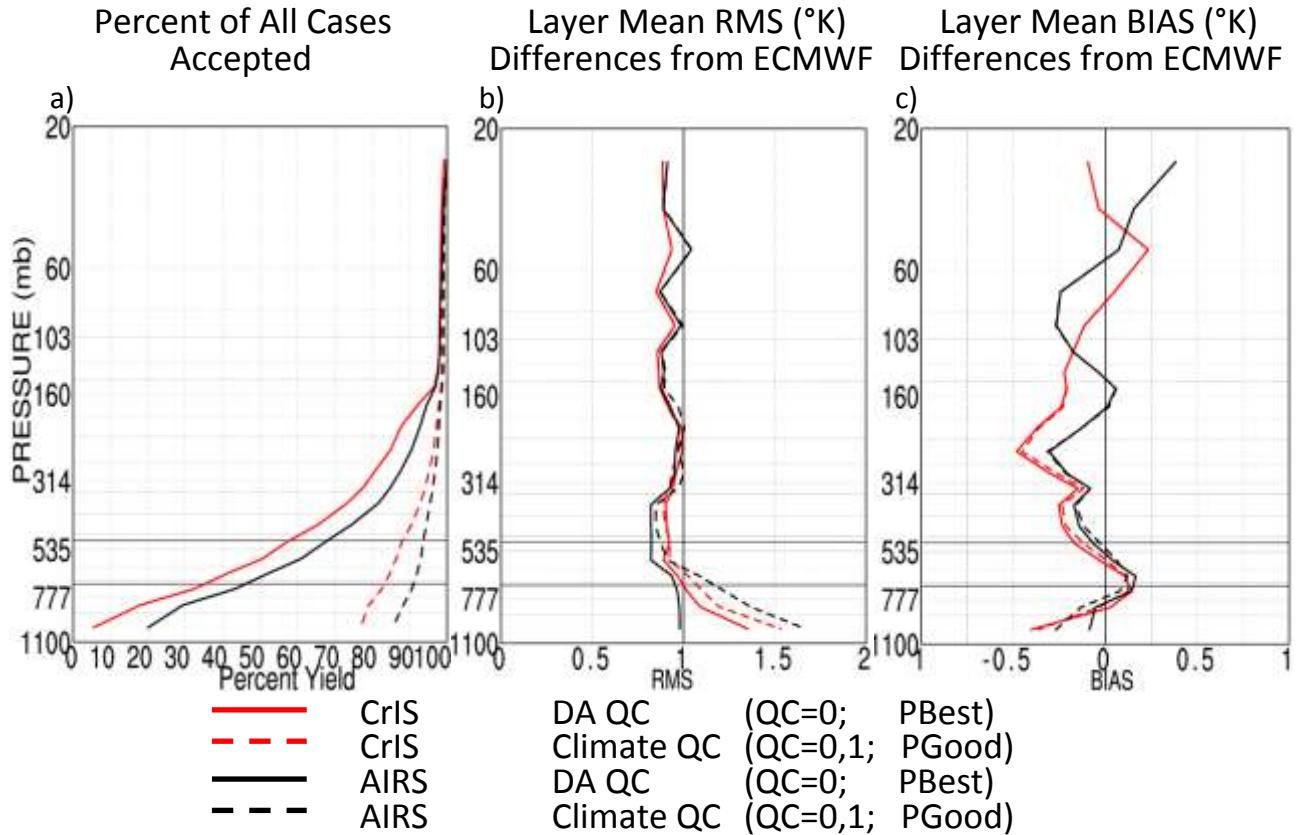 Percent of All Cases Accepted
Layer Mean RMS (°K) Differences from ECMWF
Layer Mean BIAS (°K) Differences from ECMWF
a)
b)
c)
PRESSURE (mb)
20
60
103
160
314
535
777
1100
0 10 20 30 40 50 60 70 80 90 100
Percent Yield
20
60
103
160
314
535
777
1100
0 0.5 1 1.5 2
RMS
20
60
103
160
314
535
777
1100
-0.5 0 0.5 1
BIAS
CrIS DA QC (QC=0; PBest)
CrIS Climate QC (QC=0,1; PGood)
AIRS DA QC (QC=0; PBest)
AIRS Climate QC (QC=0,1; PGood)